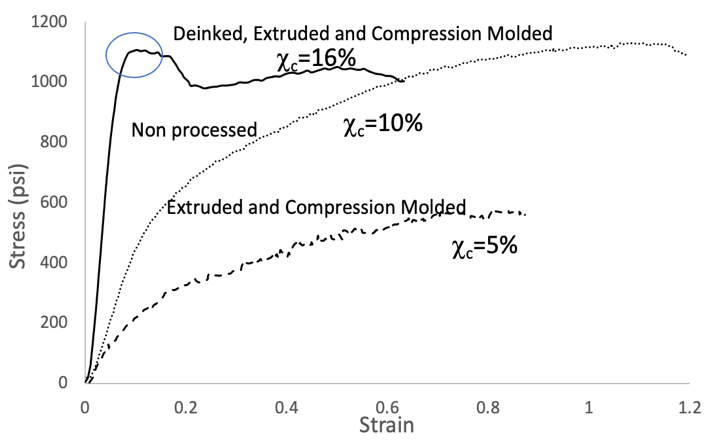 1200
Deinked, Extruded and Compression Molded
χc=16%
1000
Non processed
χc=10%
800
600
Extruded and Compression Molded
χc=5%
400
200
0
Stress (psi)
0 0.2 0.4 0.6 0.8 1 1.2
Strain